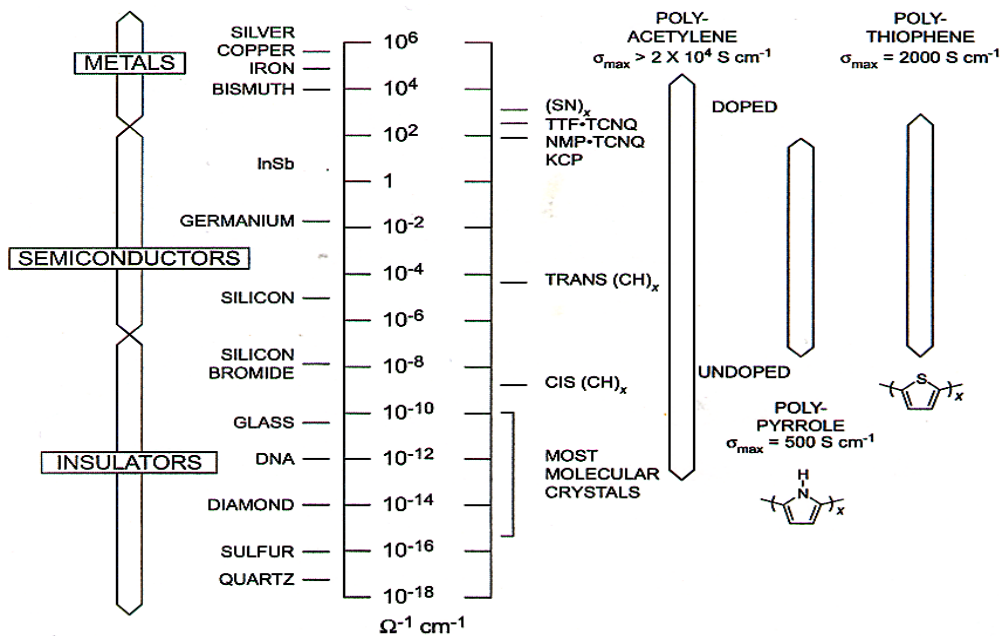 METALS
SEMICONDUCTORS
INSULATORS
SILVER
COPPER
IRON
BISMUTH
InSb
GERMANIUM
SILICON
SILICON
BROMIDE
GLASS
DNA
DIAMOND
SULFUR
QUARTZ
10⁶
10⁴
10²
1
10⁻²
10⁻⁴
10⁻⁶
10⁻⁸
10⁻¹⁰
10⁻¹²
10⁻¹⁴
10⁻¹⁶
10⁻¹⁸
Ω⁻¹ cm⁻¹
(SN)ₓ
TTF•TCNQ
NMP•TCNQ
KCP
TRANS (CH)ₓ
CIS (CH)ₓ
MOST
MOLECULAR
CRYSTALS
POLY-
ACETYLENE
σmax > 2 X 10⁴ S cm⁻¹
DOPED
UNDOPED
POLY-
PYRROLE
σmax = 500 S cm⁻¹
H
N
x
POLY-
THIOPHENE
σmax = 2000 S cm⁻¹
S
x